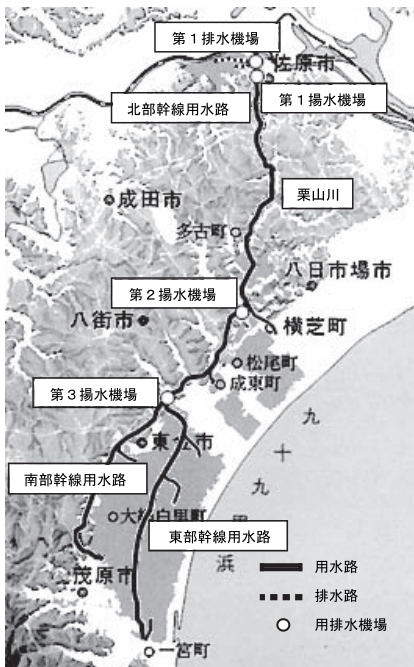 第1排水機場
佐原市
第1揚水機場
北部幹線用水路
栗山川
成田市
多古町
八日市場市
第2揚水機場
八街市
横芝町
松尾町
成東町
第3揚水機場
東金市
九十九里浜
南部幹線用水路
大網白里町
東部幹線用水路
茂原市
一宮町
用水路
排水路
用排水機場